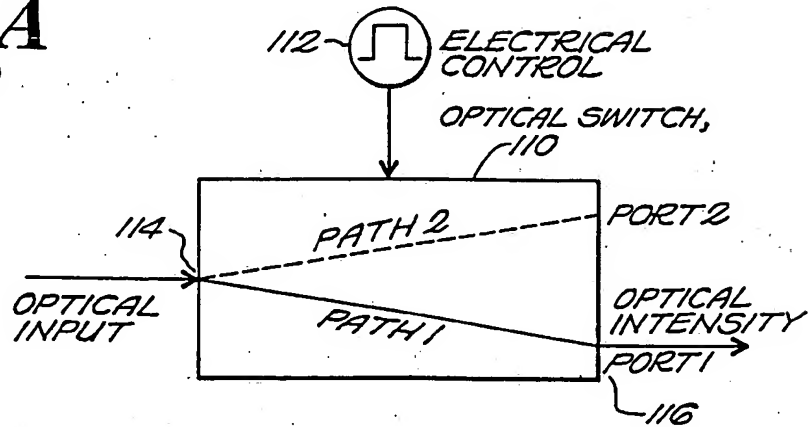 A
112
ELECTRICAL
CONTROL
OPTICAL SWITCH,
110
114
PATH 2
PORT 2
OPTICAL
INPUT
PATH 1
OPTICAL
INTENSITY
PORT 1
116